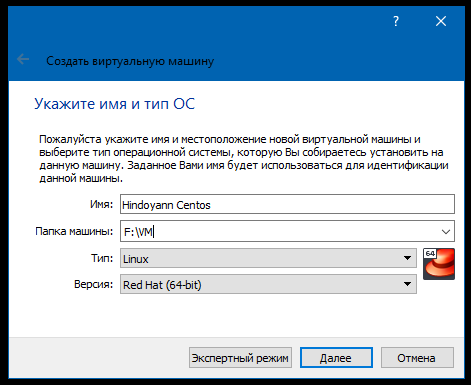 ?
Создать виртуальную машину
Укажите имя и тип ОС
Пожалуйста укажите имя и местоположение новой виртуальной машины и
выберите тип операционной системы, которую Вы собираетесь установить на
данную машину. Заданное Вами имя будет использоваться для идентификации
данной машины.
Имя: Hindoyann Centos
Папка машины: F:\VM
Тип: Linux
64
Версия: Red Hat (64-bit)
Экспертный режим Далее Отмена